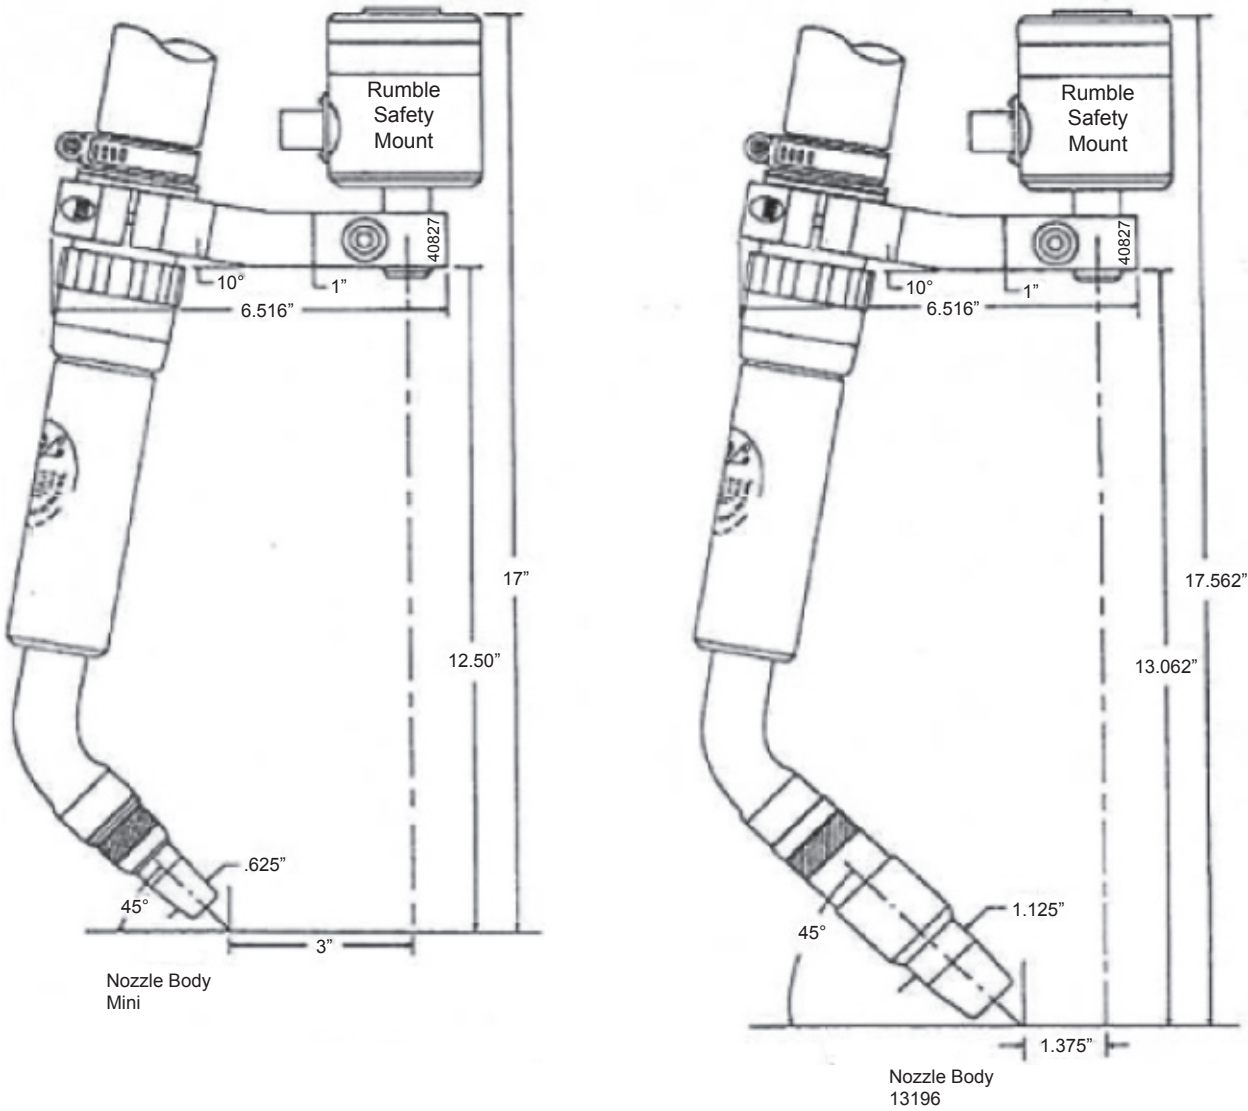 Rumble
Safety
Mount
40827
10°
1”
6.516”
17”
12.50”
.625”
45°
3”
Nozzle Body
Mini
Rumble
Safety
Mount
40827
10°
1”
6.516”
17.562”
13.062”
1.125”
45°
1.375”
Nozzle Body
13196